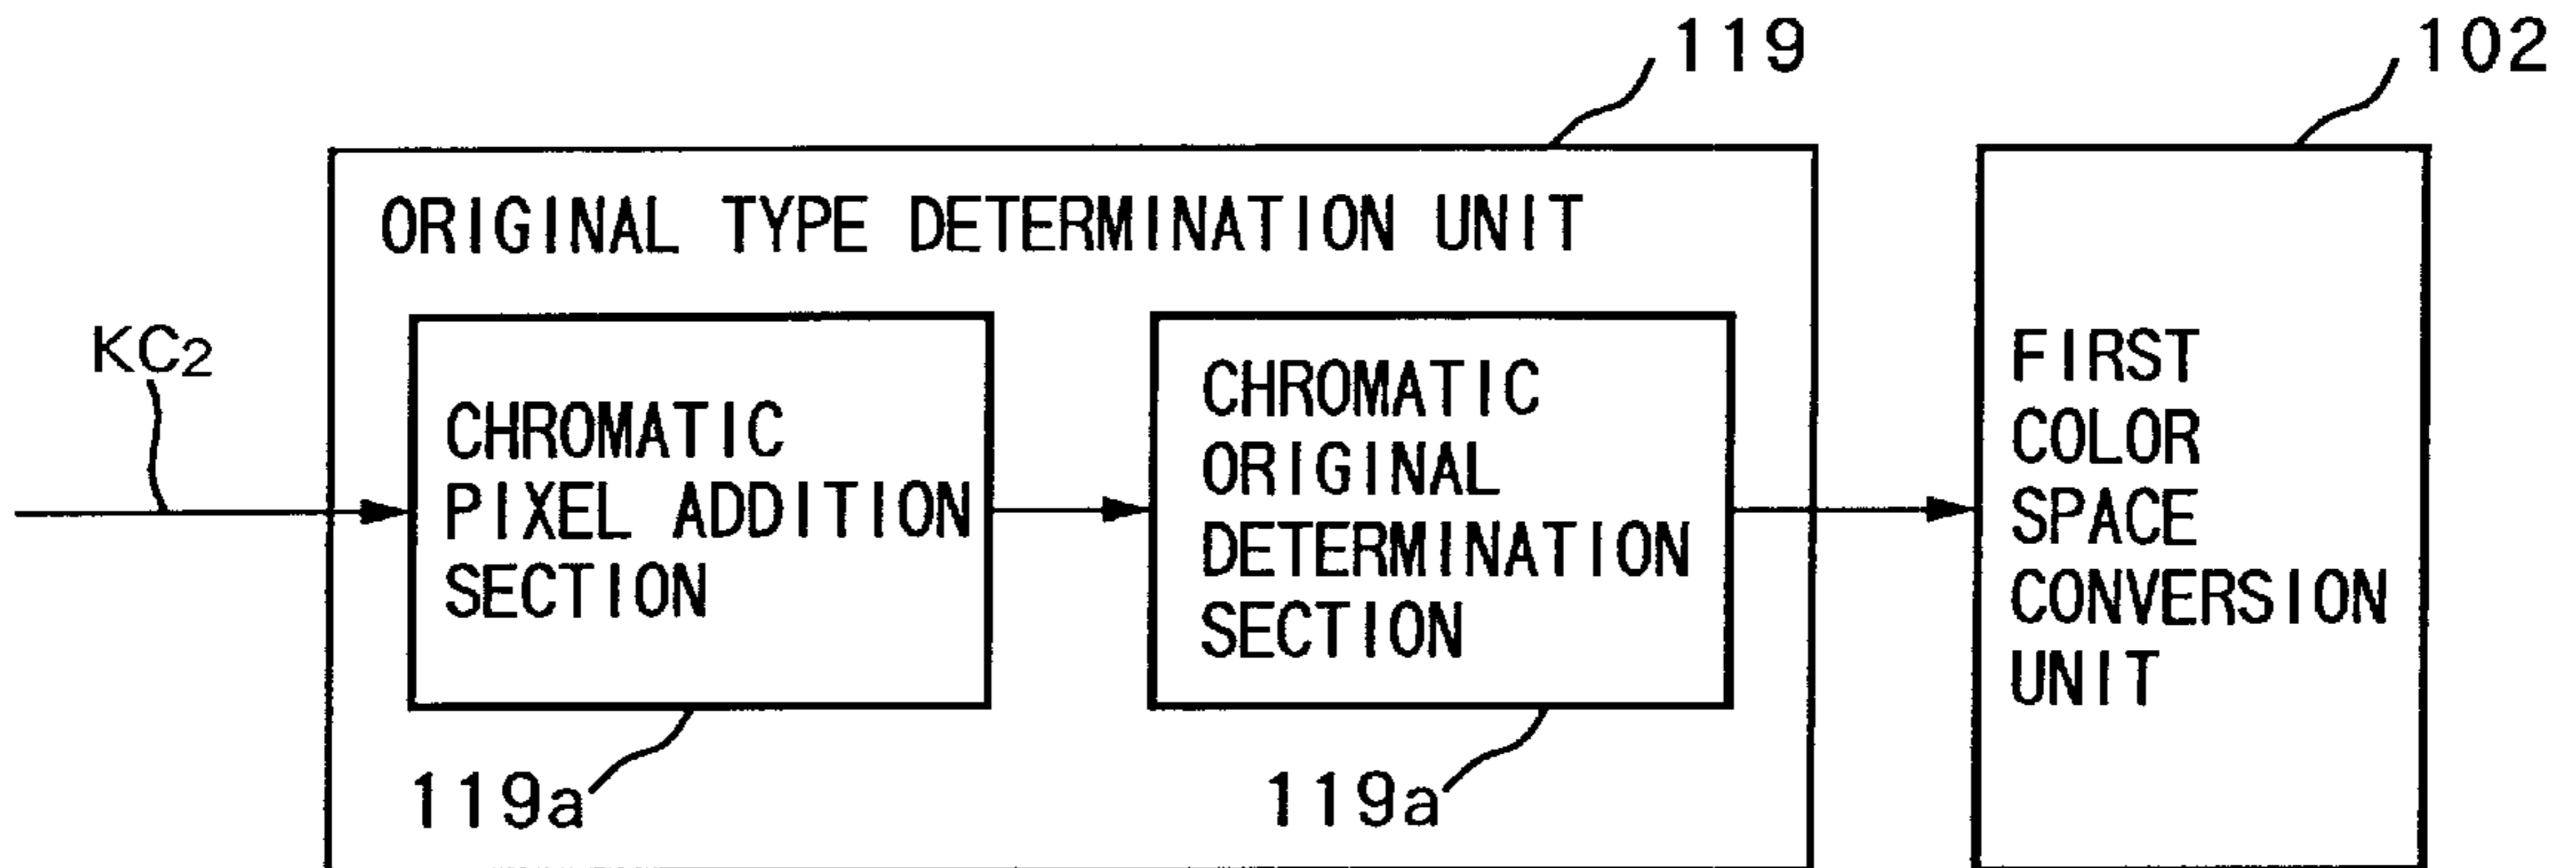 119
102
ORIGINAL TYPE DETERMINATION UNIT
KC2
CHROMATIC
PIXEL ADDITION
SECTION
CHROMATIC
ORIGINAL
DETERMINATION
SECTION
FIRST
COLOR
SPACE
CONVERSION
UNIT
119a
119a